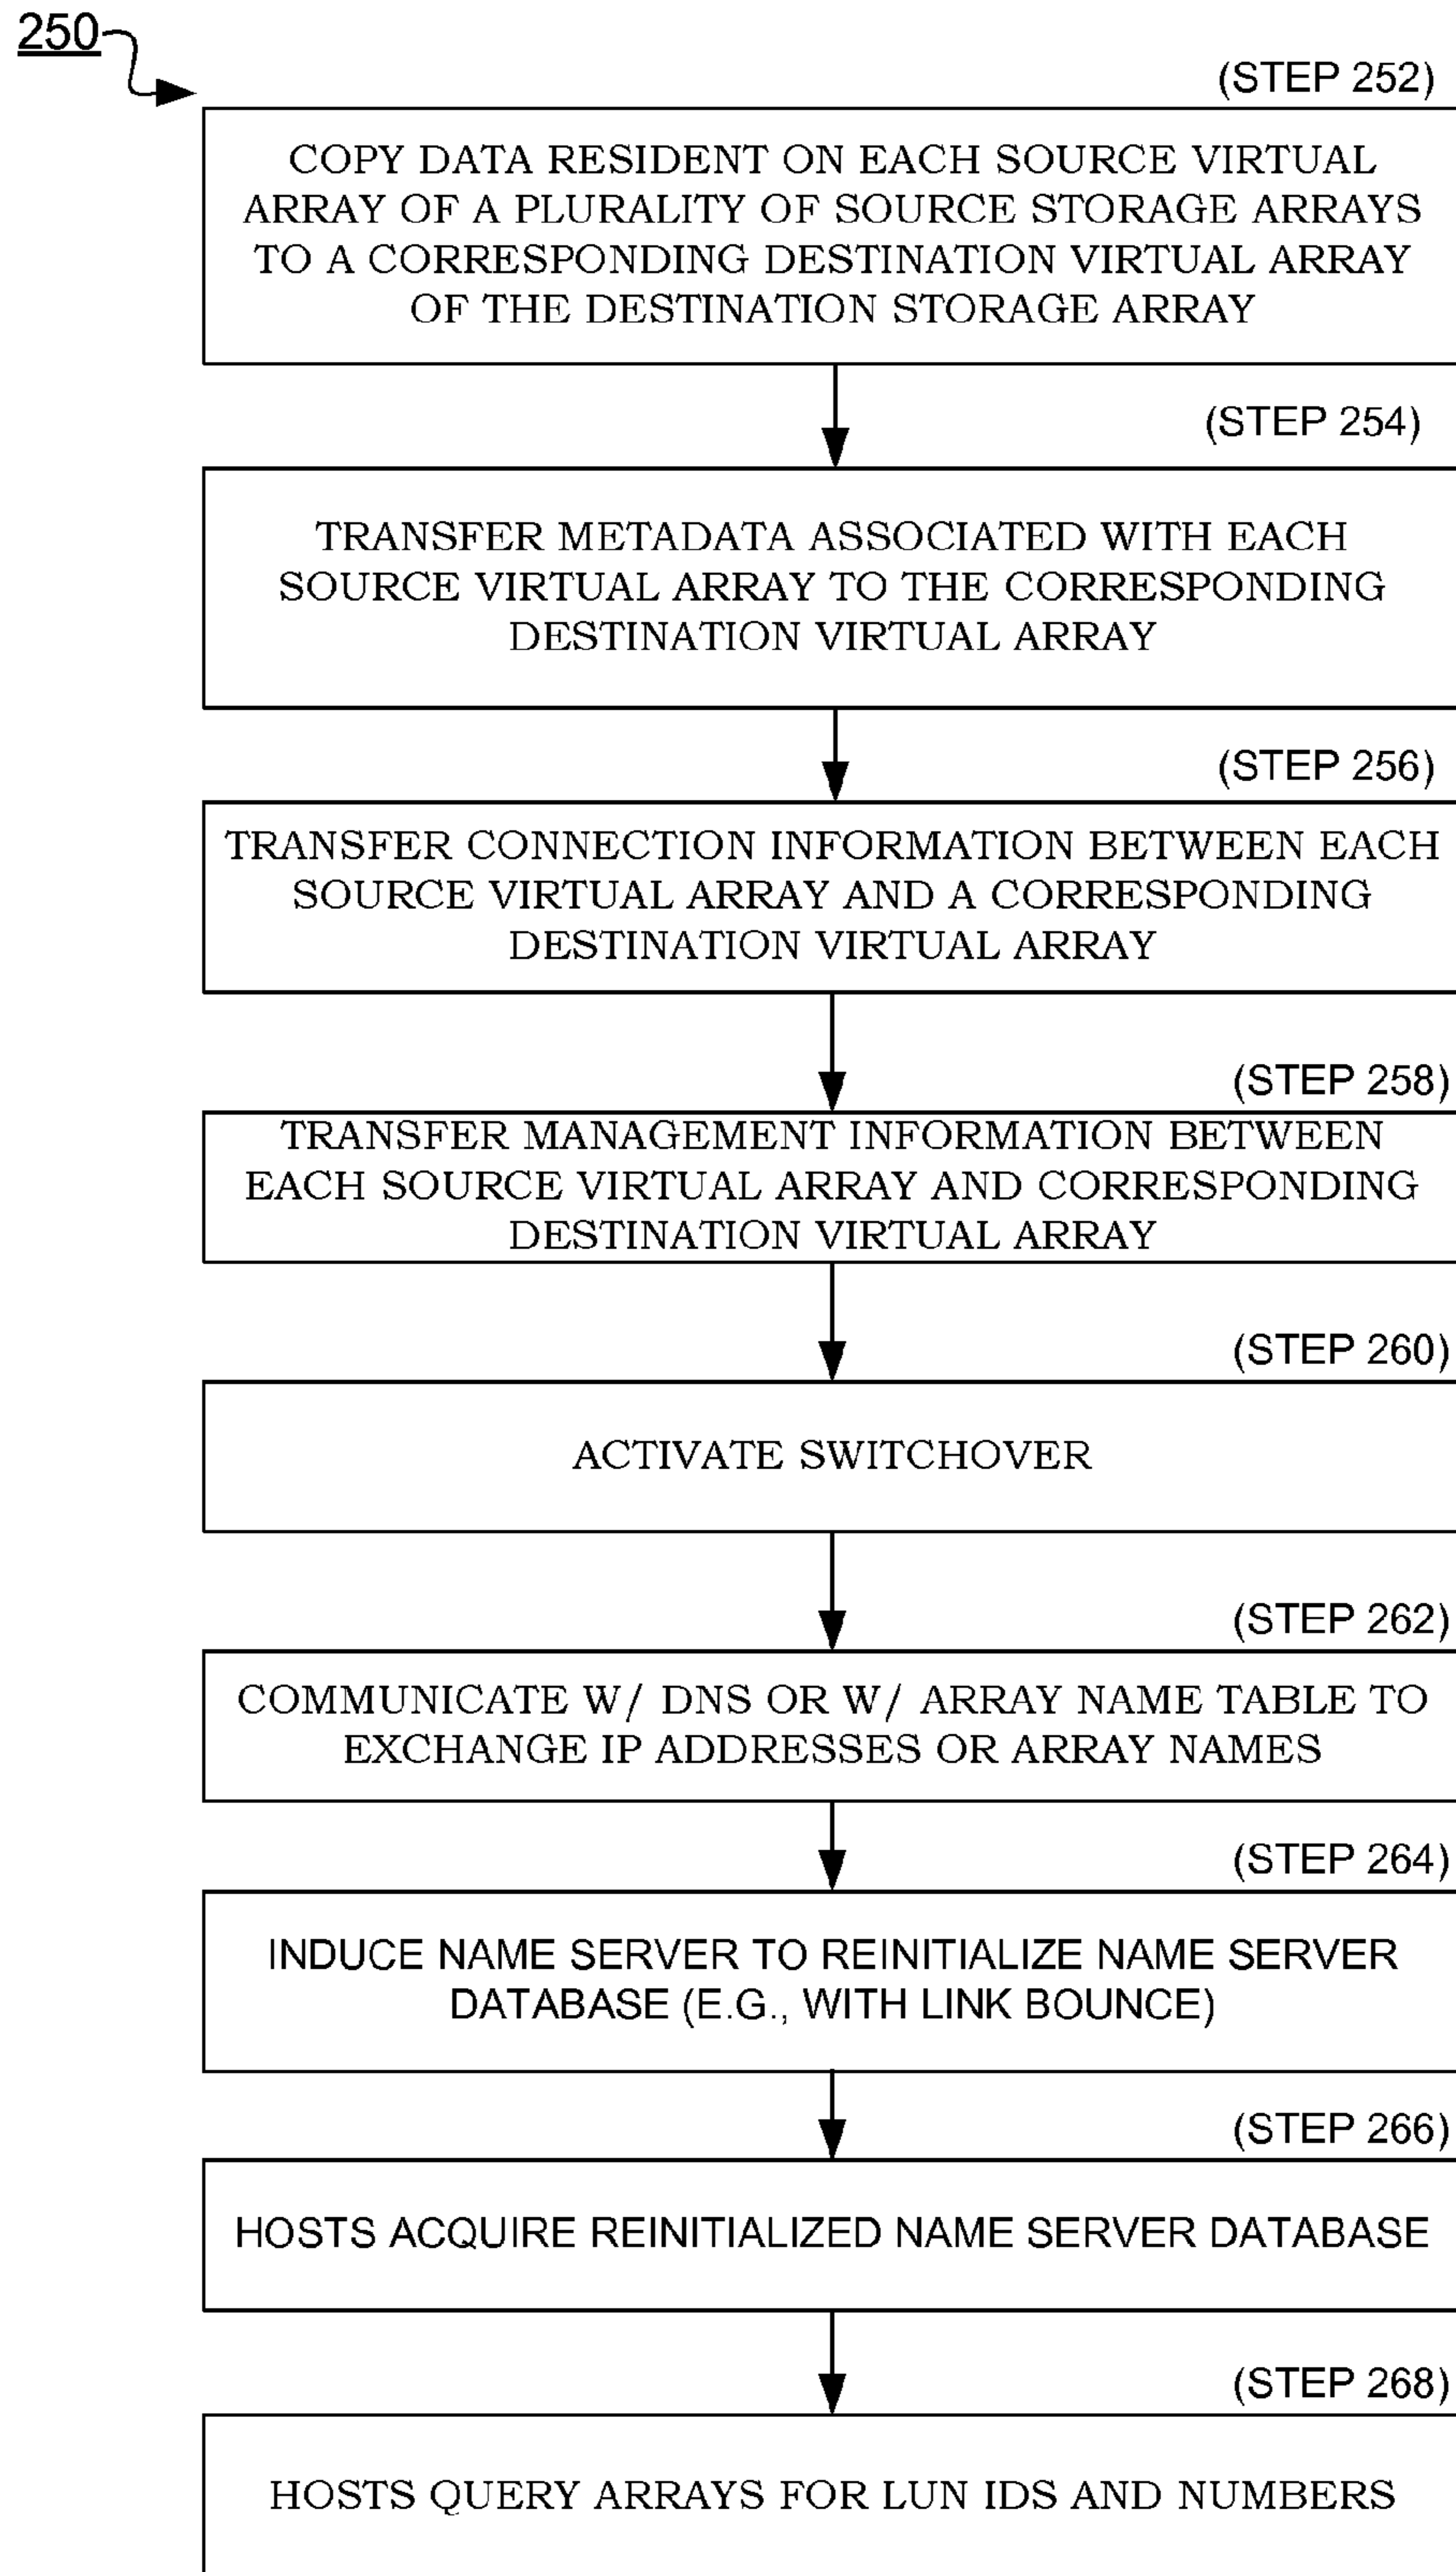 250
(STEP 252)
COPY DATA RESIDENT ON EACH SOURCE VIRTUAL
ARRAY OF A PLURALITY OF SOURCE STORAGE ARRAYS
TO A CORRESPONDING DESTINATION VIRTUAL ARRAY
OF THE DESTINATION STORAGE ARRAY
(STEP 254)
TRANSFER METADATA ASSOCIATED WITH EACH
SOURCE VIRTUAL ARRAY TO THE CORRESPONDING
DESTINATION VIRTUAL ARRAY
(STEP 256)
TRANSFER CONNECTION INFORMATION BETWEEN EACH
SOURCE VIRTUAL ARRAY AND A CORRESPONDING
DESTINATION VIRTUAL ARRAY
(STEP 258)
TRANSFER MANAGEMENT INFORMATION BETWEEN
EACH SOURCE VIRTUAL ARRAY AND CORRESPONDING
DESTINATION VIRTUAL ARRAY
(STEP 260)
ACTIVATE SWITCHOVER
(STEP 262)
COMMUNICATE W/ DNS OR W/ ARRAY NAME TABLE TO
EXCHANGE IP ADDRESSES OR ARRAY NAMES
(STEP 264)
INDUCE NAME SERVER TO REINITIALIZE NAME SERVER
DATABASE (E.G., WITH LINK BOUNCE)
(STEP 266)
HOSTS ACQUIRE REINITIALIZED NAME SERVER DATABASE
(STEP 268)
HOSTS QUERY ARRAYS FOR LUN IDS AND NUMBERS